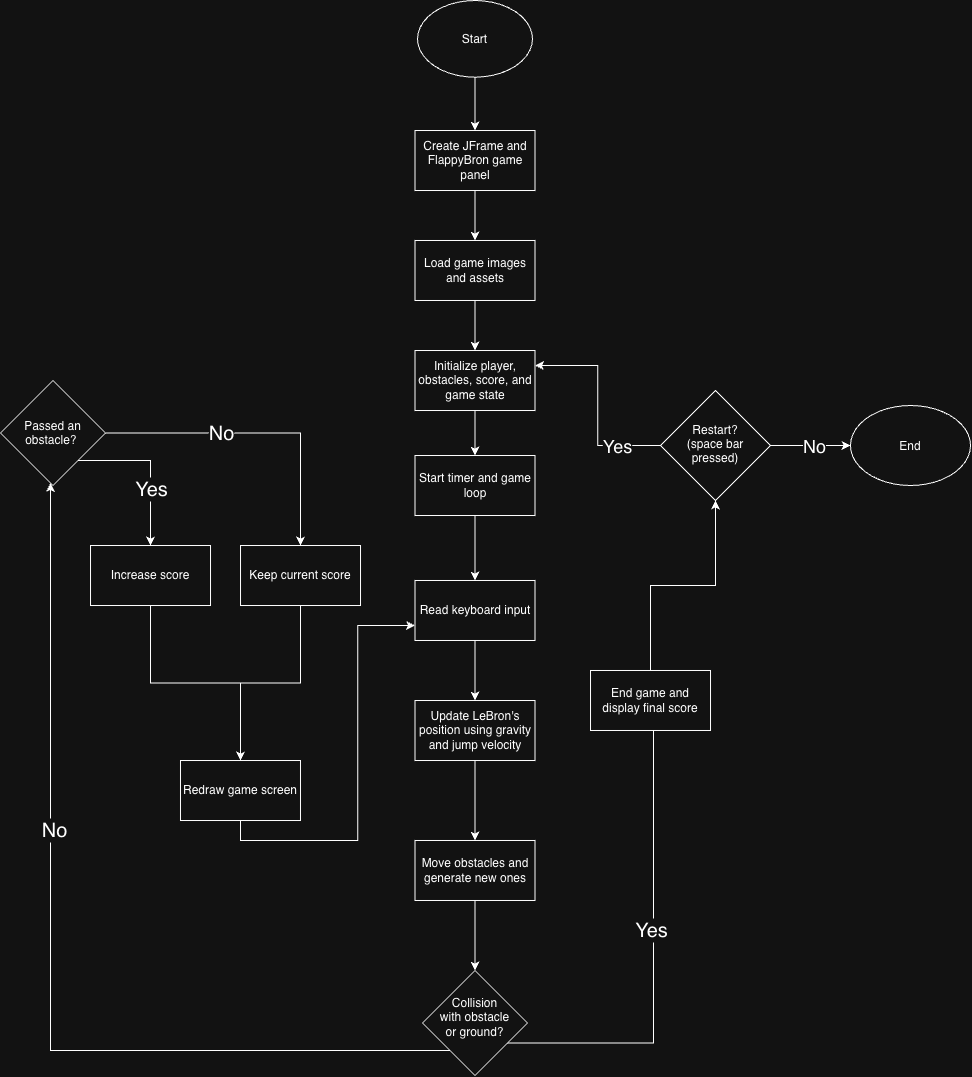 Start
Create JFrame and
FlappyBron game
panel
Load game images
and assets
Initialize player,
obstacles, score, and
game state
Passed an
obstacle?
No
Yes
Restart?
(space bar
pressed)
Yes
No
End
Start timer and game
loop
Increase score
Keep current score
Read keyboard input
End game and
display final score
Update LeBron's
position using gravity
and jump velocity
Redraw game screen
No
Move obstacles and
generate new ones
Yes
Collision
with obstacle
or ground?